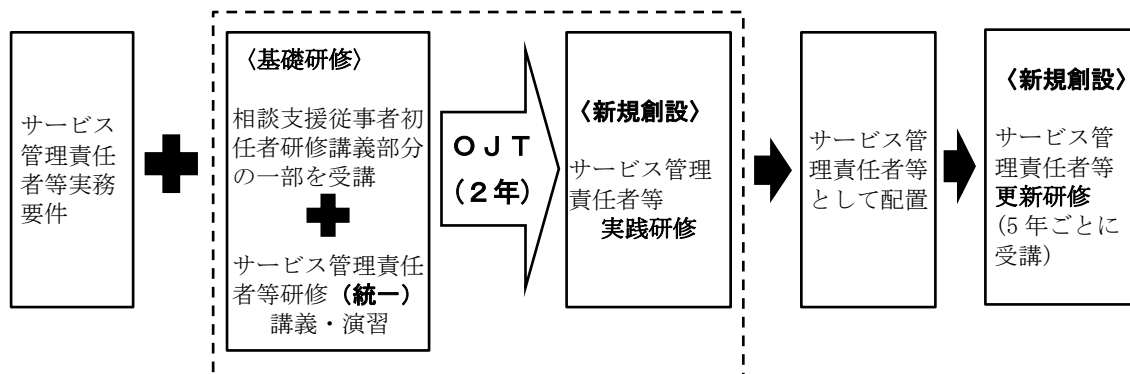 サービス
管理責任
者等実務
要件
〈基礎研修〉
相談支援従事者初
任者研修講義部分
の一部を受講
サービス管理責任
者等研修（統一）
講義・演習
ＯＪＴ
（２年）
〈新規創設〉
サービス管理
責任者等
実践研修
サービス管
理責任者等
として配置
〈新規創設〉
サービス管
理責任者等
更新研修
(5 年ごとに
受講)